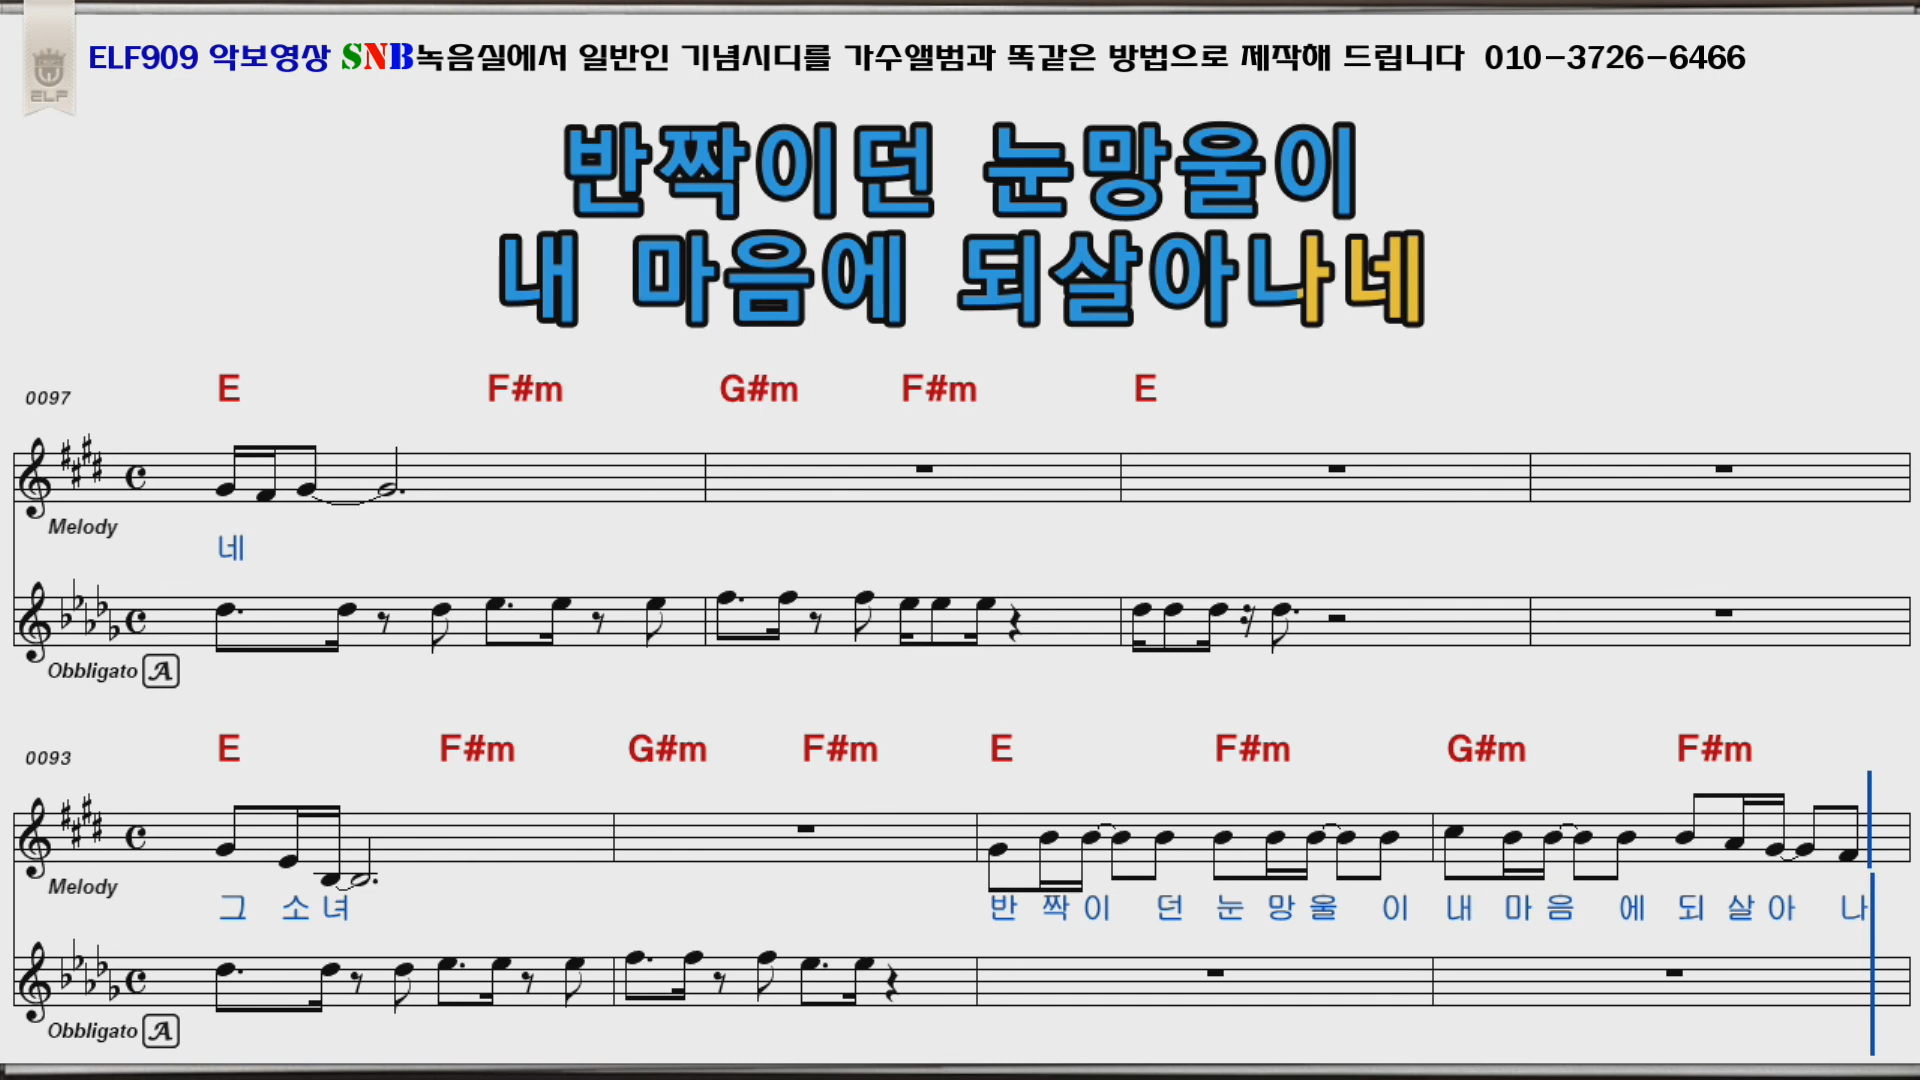 ELF909 악보영상 SNB녹음실에서 일반인 기념시디를 가수앨범과 똑같은 방법으로 제작해 드립니다 010-3726-6466
ELF
반짝이던 눈망울이
내 마음에 되살아나네
0097 E F#m G#m F#m E
Melody
네
Obbligato A
0093 E F#m G#m F#m E F#m G#m F#m
Melody
그 소 녀 반 짝 이 던 눈 망 울 이 내 마 음 에 되 살 아 나
Obbligato A